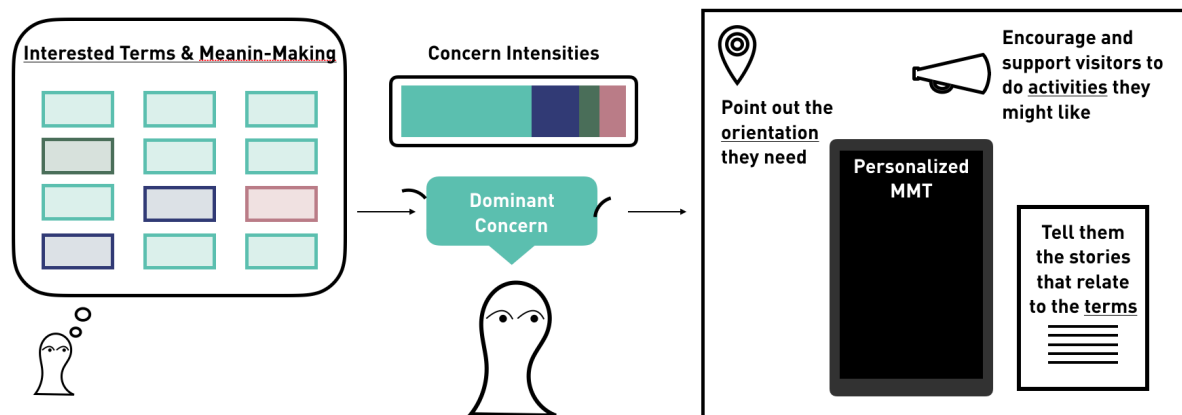 Interested Terms & Meanin-Making
Concern Intensities
Dominant
Concern
Point out the
orientation
they need
Encourage and
support visitors to
do activities they
might like
Personalized
MMT
Tell them
the stories
that relate
to the terms